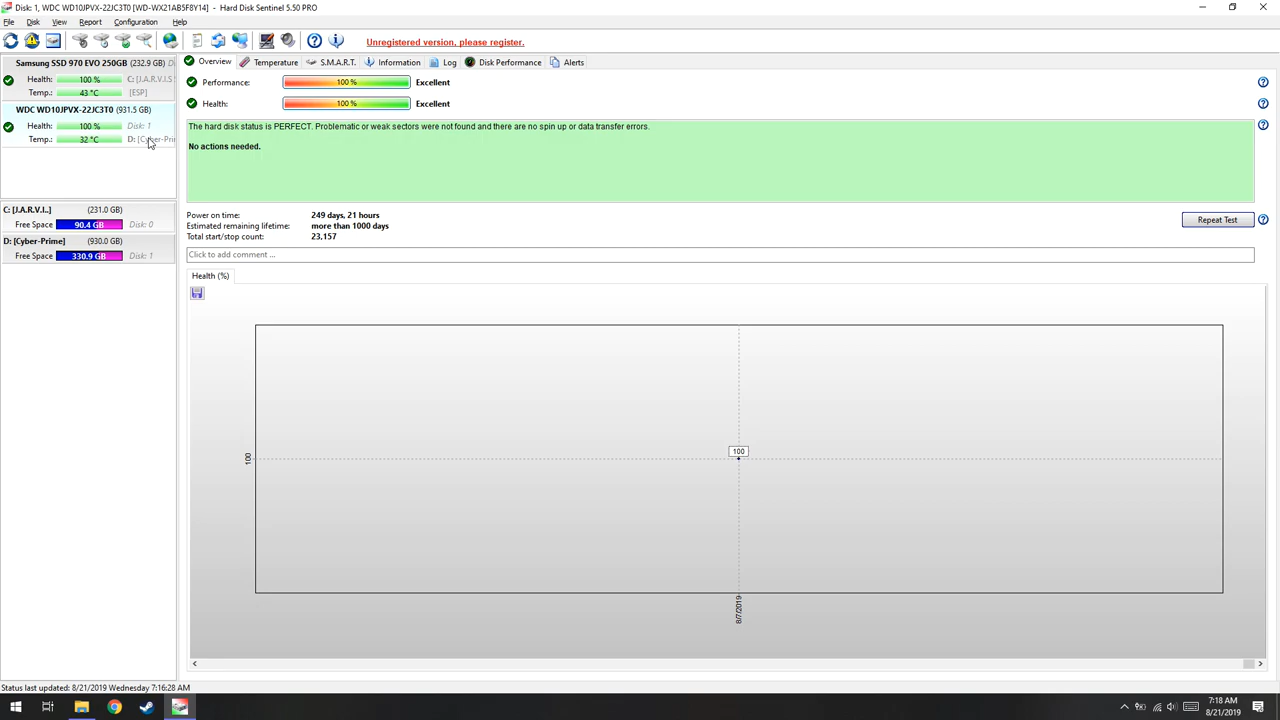 Disk: 1, WDC WD10JPVX-22JC3T0 [WD-WX21AB5F8Y14] - Hard Disk Sentinel 5.50 PRO
File Disk View Report Configuration Help
Unregistered version, please register.
Samsung SSD 970 EVO 250GB (232.9 GB) Di
Health: 100 % C: [J.A.R.V.I.S
Temp.: 43 °C [ESP]
WDC WD10JPVX-22JC3T0 (931.5 GB)
Health: 100 % Disk: 1
Temp.: 32 °C D: [Cyber-Prin
C: [J.A.R.V.I..] (231.0 GB)
Free Space 90.4 GB Disk: 0
D: [Cyber-Prime] (930.0 GB)
Free Space 330.9 GB Disk: 1
Overview Temperature S.M.A.R.T. Information Log Disk Performance Alerts
Performance: 100 % Excellent
Health: 100 % Excellent
The hard disk status is PERFECT. Problematic or weak sectors were not found and there are no spin up or data transfer errors.
No actions needed.
Power on time: 249 days, 21 hours
Estimated remaining lifetime: more than 1000 days
Total start/stop count: 23,157
Repeat Test
Click to add comment ...
Health (%)
100
100
8/7/2019
Status last updated: 8/21/2019 Wednesday 7:16:28 AM
7:18 AM
8/21/2019